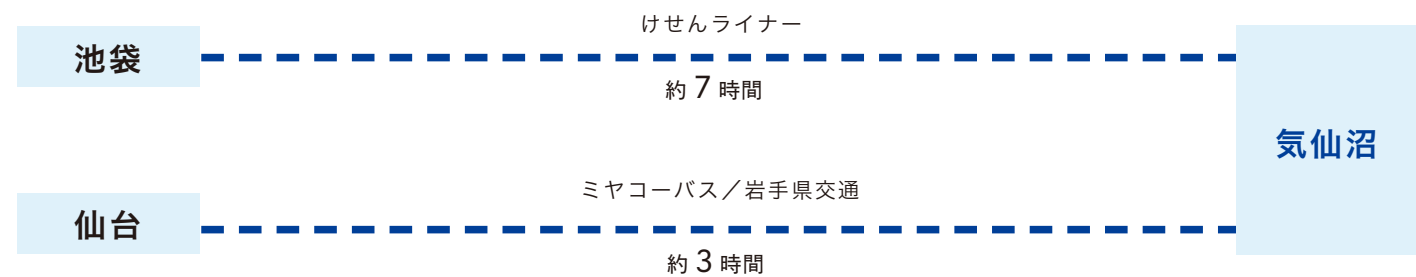 けせんライナー
池袋
約7時間
気仙沼
ミヤコーバス／岩手県交通
仙台
約3時間